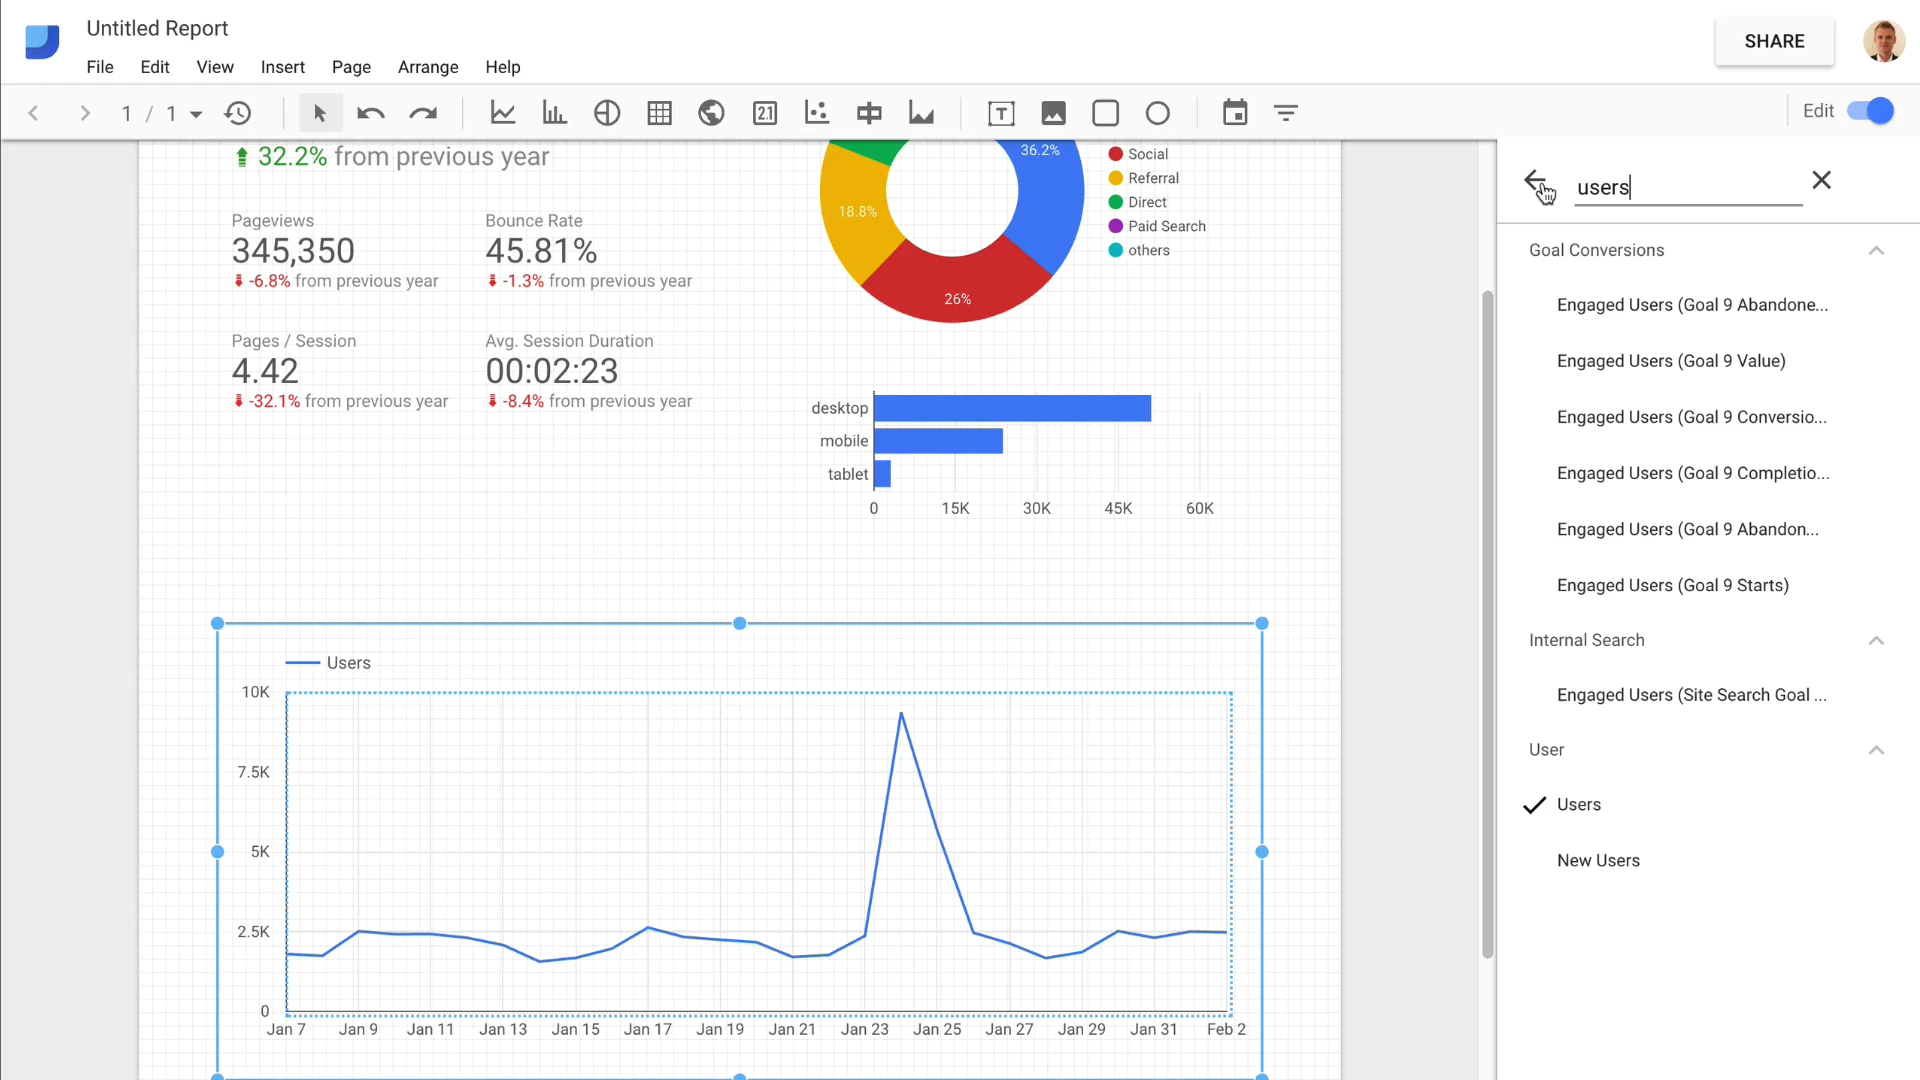 Untitled Report
File Edit View Insert Page Arrange Help
SHARE
1 / 1
2.1
T
Edit
32.2% from previous year
Pageviews
345,350
-6.8% from previous year
Bounce Rate
45.81%
-1.3% from previous year
Pages / Session
4.42
-32.1% from previous year
Avg. Session Duration
00:02:23
-8.4% from previous year
36.2%
18.8%
26%
Social
Referral
Direct
Paid Search
others
desktop
mobile
tablet
0 15K 30K 45K 60K
Users
10K
7.5K
5K
2.5K
0
Jan 7 Jan 9 Jan 11 Jan 13 Jan 15 Jan 17 Jan 19 Jan 21 Jan 23 Jan 25 Jan 27 Jan 29 Jan 31 Feb 2
users
Goal Conversions
Engaged Users (Goal 9 Abandone...
Engaged Users (Goal 9 Value)
Engaged Users (Goal 9 Conversio...
Engaged Users (Goal 9 Completio...
Engaged Users (Goal 9 Abandon...
Engaged Users (Goal 9 Starts)
Internal Search
Engaged Users (Site Search Goal ...
User
Users
New Users